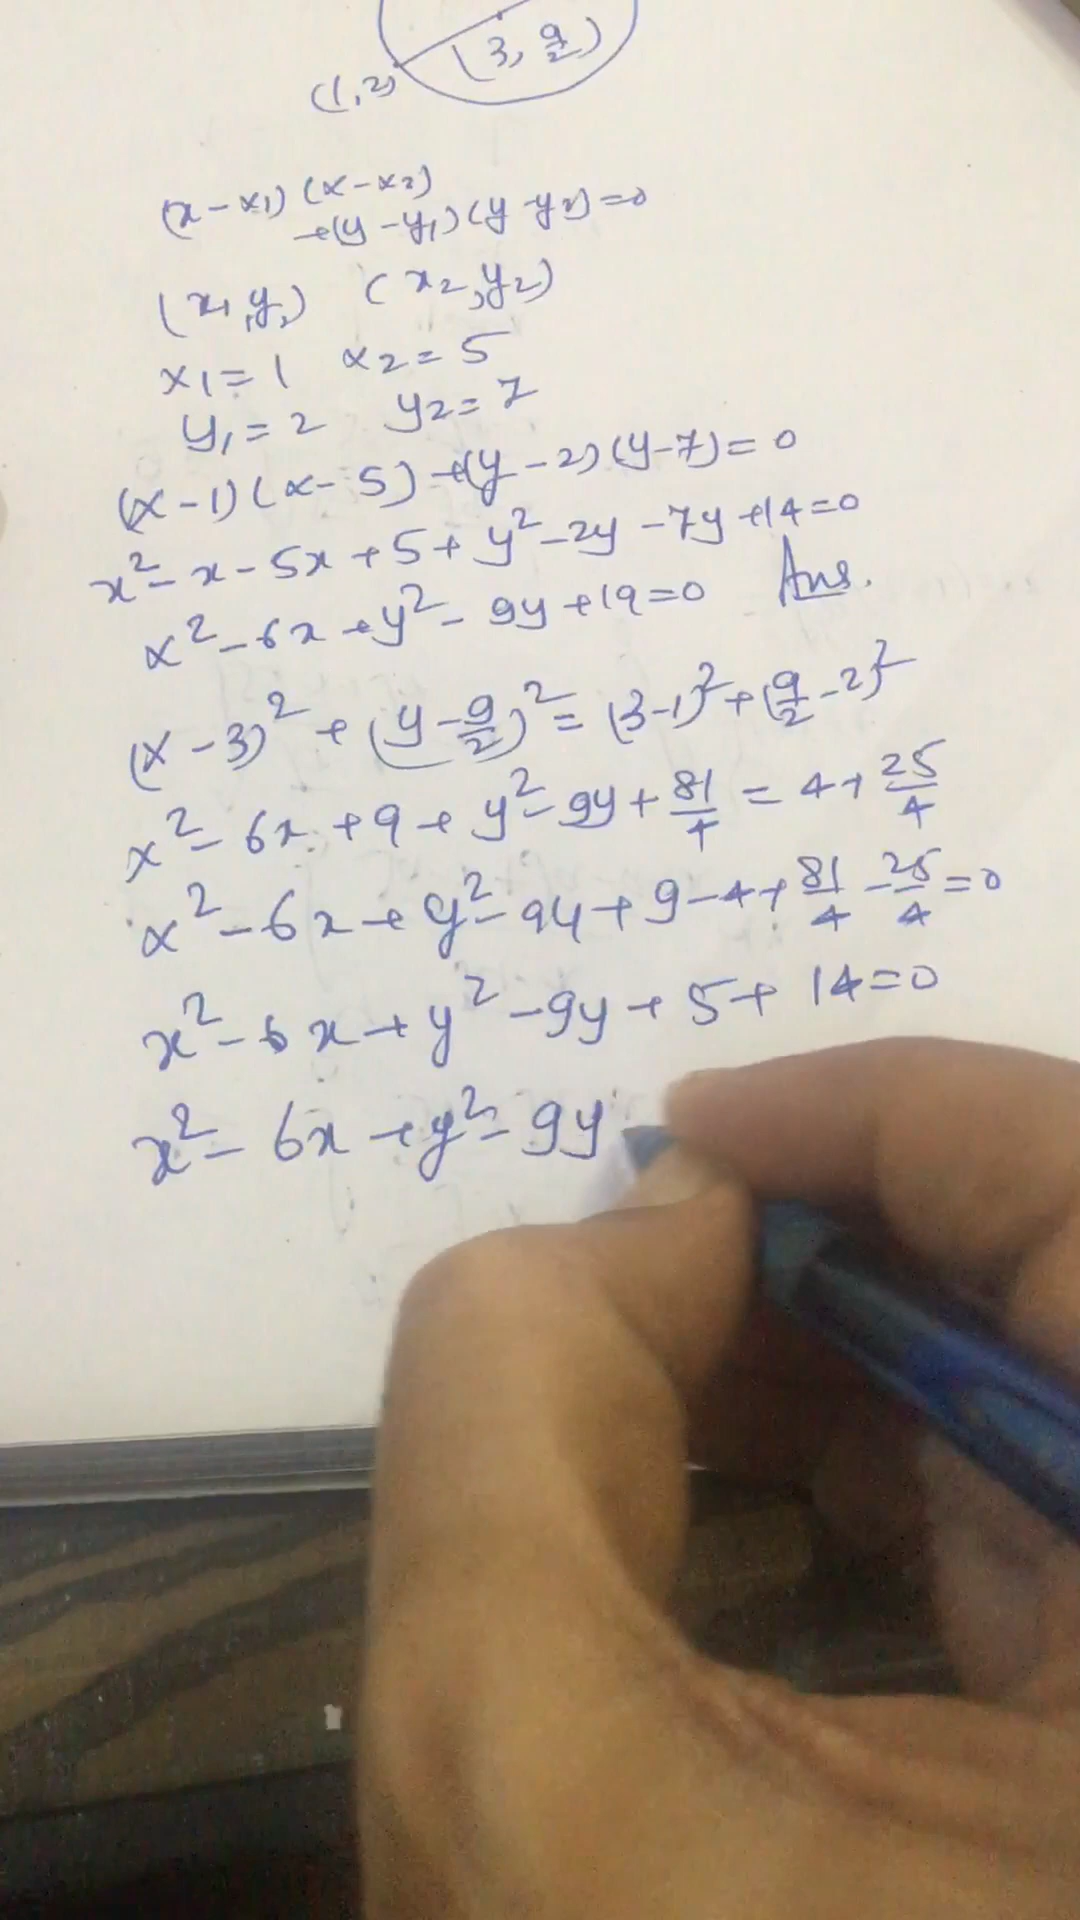 (3, 9/2)
(1,2)
(x-x1) (x-x2)
+(y-y1)(y-y2)=0
(x1,y1) (x2,y2)
x1=1 x2=5
y1=2 y2=7
(x-1)(x-5)+(y-2)(y-7)=0
x²-x-5x+5+y²-2y-7y+14=0
x²-6x+y²-9y+19=0 Ans.
(x-3)²+(y-9/2)²=(3-1)²+(9/2-2)²
x²-6x+9+y²-9y+81/4=4+25/4
x²-6x+y²-9y+9-4+81/4-25/4=0
x²-6x+y²-9y+5+14=0
x²-6x+y²-9y